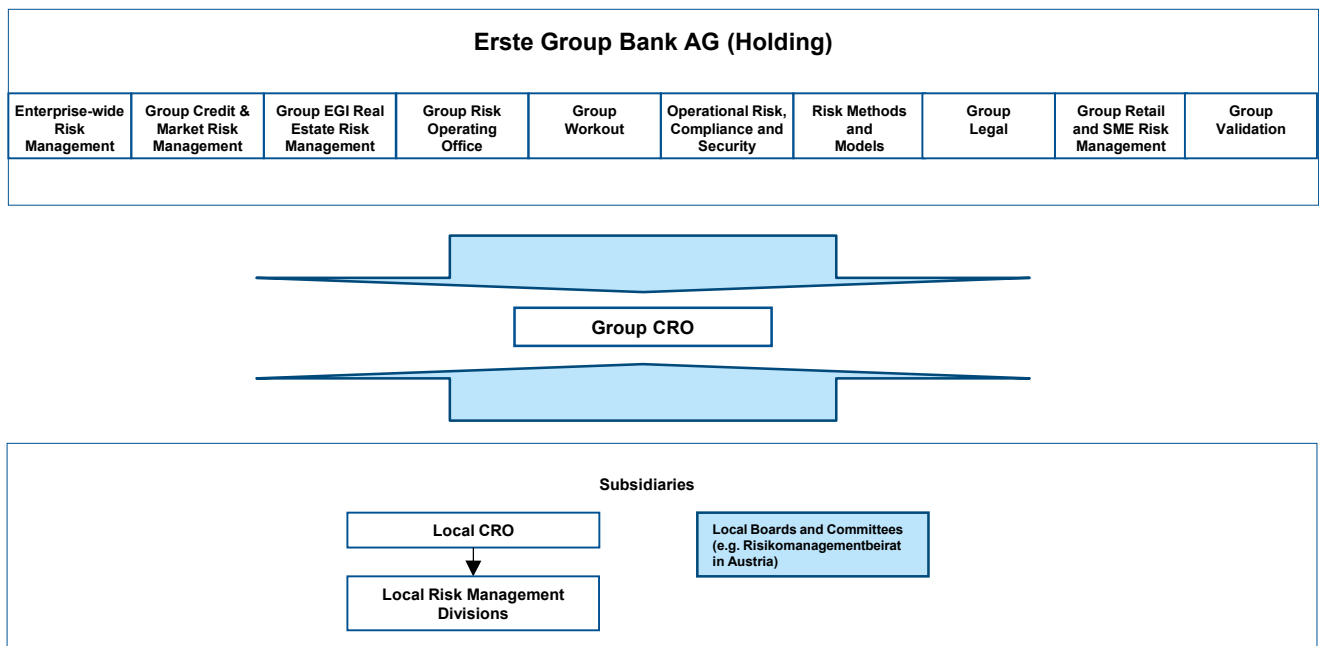 Erste Group Bank AG (Holding)
Enterprise-wide
Risk
Management
Group Credit &
Market Risk
Management
Group EGI Real
Estate Risk
Management
Group Risk
Operating
Office
Group
Workout
Operational Risk,
Compliance and
Security
Risk Methods
and
Models
Group
Legal
Group Retail
and SME Risk
Management
Group
Validation
Group CRO
Subsidiaries
Local CRO
Local Risk Management
Divisions
Local Boards and Committees
(e.g. Risikomanagementbeirat
in Austria)